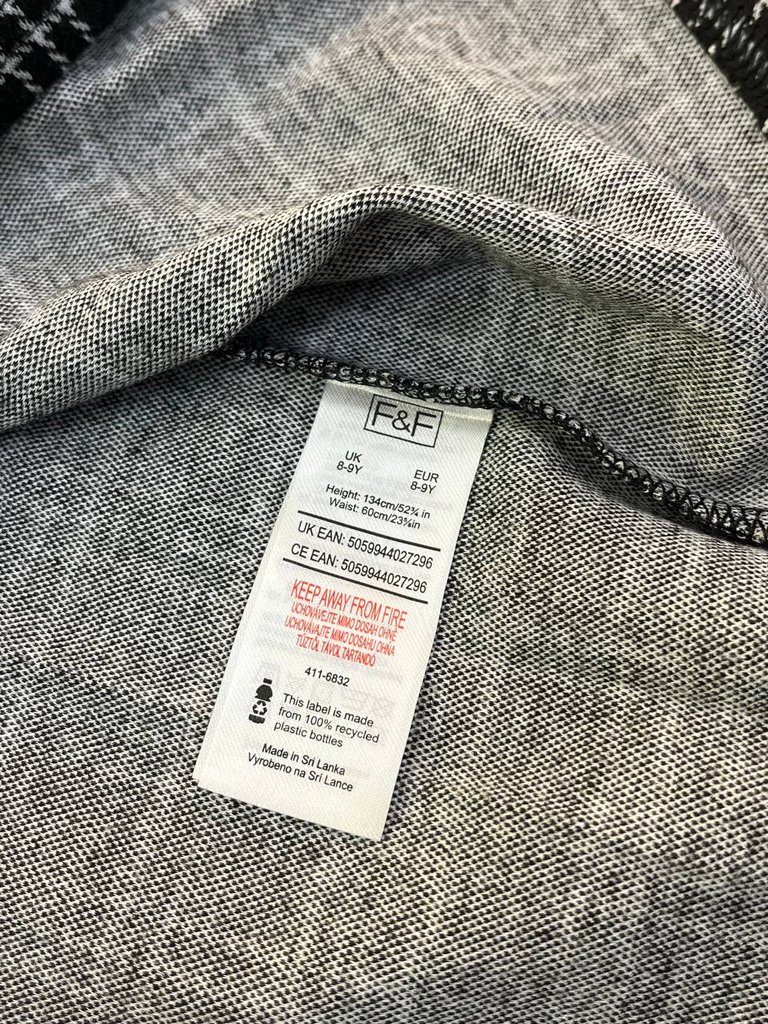 F&F
UK
8-9Y
EUR
8-9Y
Height: 134cm/52¾ in
Waist: 60cm/23⅝in
UK EAN: 5059944027296
CE EAN: 5059944027296
KEEP AWAY FROM FIRE
UCHOVÁVEJTE MIMO DOSAH OHNĚ
UCHOVÁVAJTE MIMO DOSAHU OHŇA
TŰZTŐL TÁVOL TARTANDÓ
411-6832
This label is made
from 100% recycled
plastic bottles
Made in Sri Lanka
Vyrobeno na Srí Lance